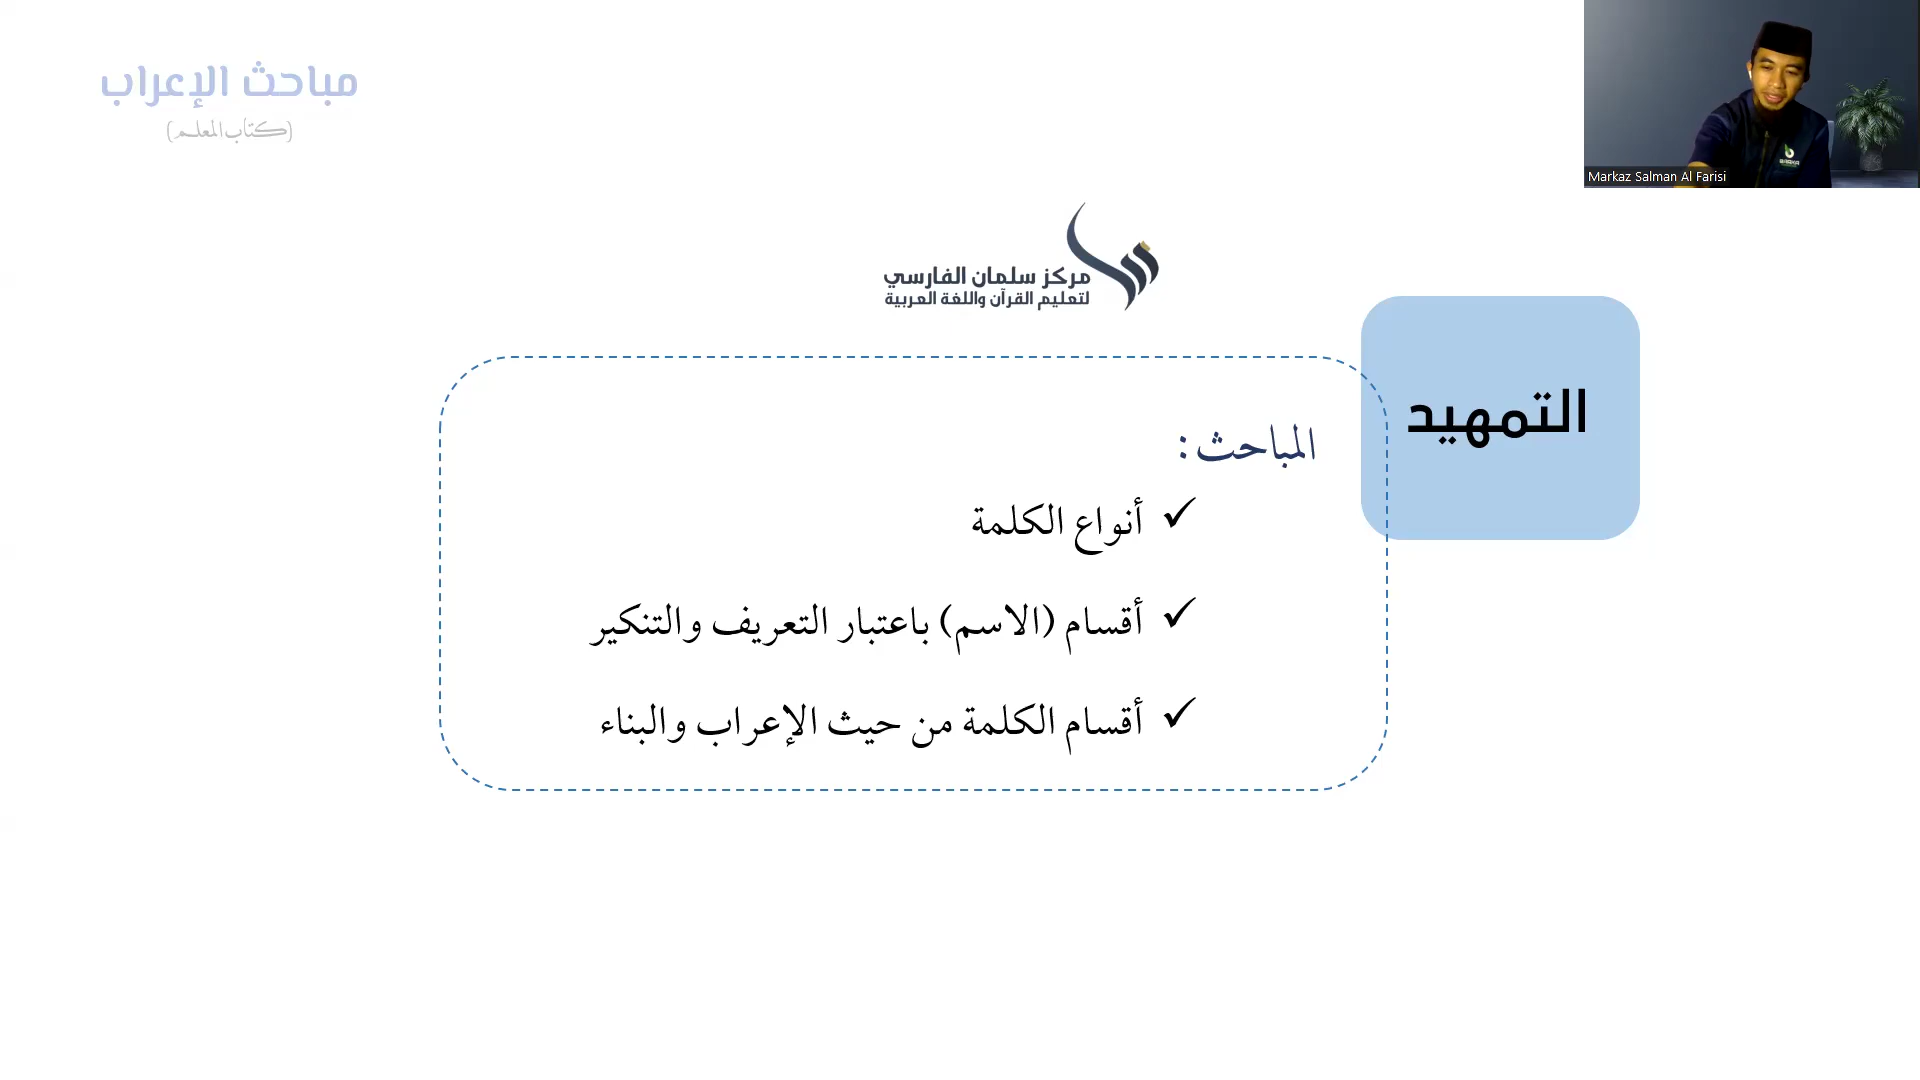 مباحث الإعراب
(كتاب المعلم)
Markaz Salman Al Farisi
مركز سلمان الفارسي
لتعليم القرآن واللغة العربية
التمهيد
المباحث :
✓ أنواع الكلمة
✓ أقسام (الاسم) باعتبار التعريف والتنكير
✓ أقسام الكلمة من حيث الإعراب والبناء